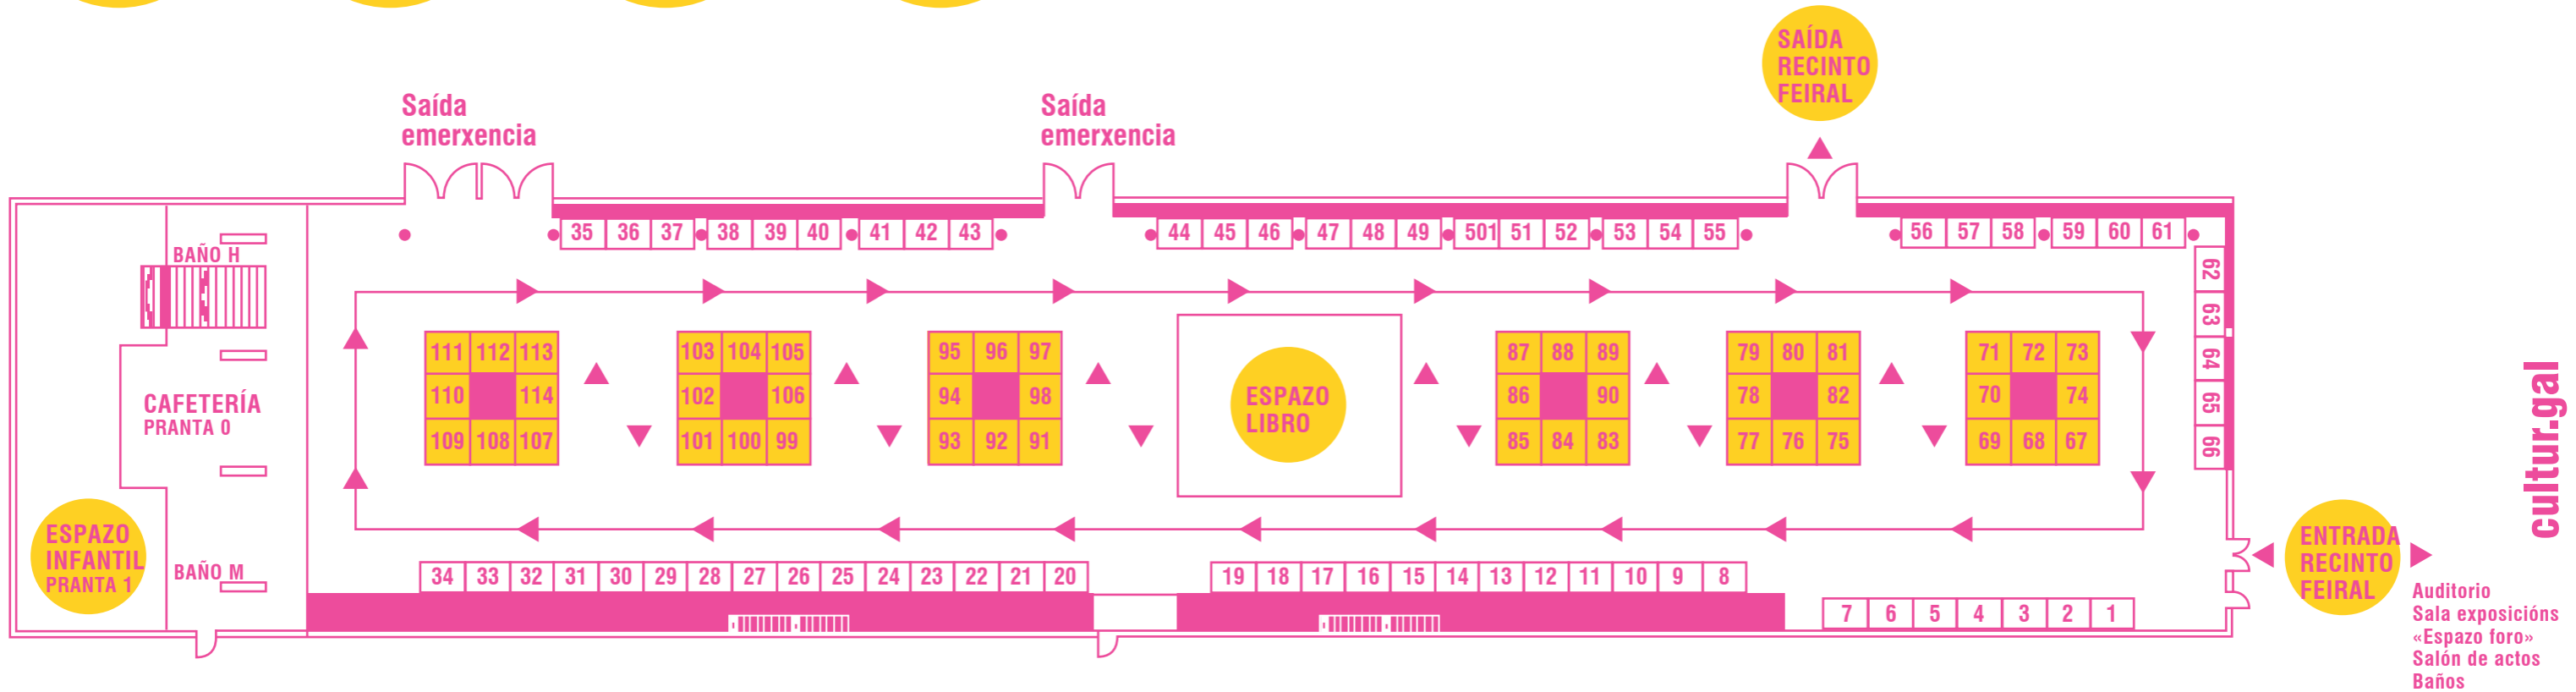 SAÍDA
RECINTO
FEIRAL
Saída
emerxencia
Saída
emerxencia
35 36 37 38 39 40 41 42 43 44 45 46 47 48 49 501 51 52 53 54 55 56 57 58 59 60 61
62
63
64
65
66
BAÑO H
CAFETERÍA
PRANTA 0
ESPAZO
INFANTIL
PRANTA 1
BAÑO M
111 112 113
110 114
109 108 107
103 104 105
102 106
101 100 99
95 96 97
94 98
93 92 91
ESPAZO
LIBRO
87 88 89
86 90
85 84 83
79 80 81
78 82
77 76 75
71 72 73
70 74
69 68 67
34 33 32 31 30 29 28 27 26 25 24 23 22 21 20 19 18 17 16 15 14 13 12 11 10 9 8
7 6 5 4 3 2 1
ENTRADA
RECINTO
FEIRAL
Auditorio
Sala exposicións
«Espazo foro»
Salón de actos
Baños
cultur.gal